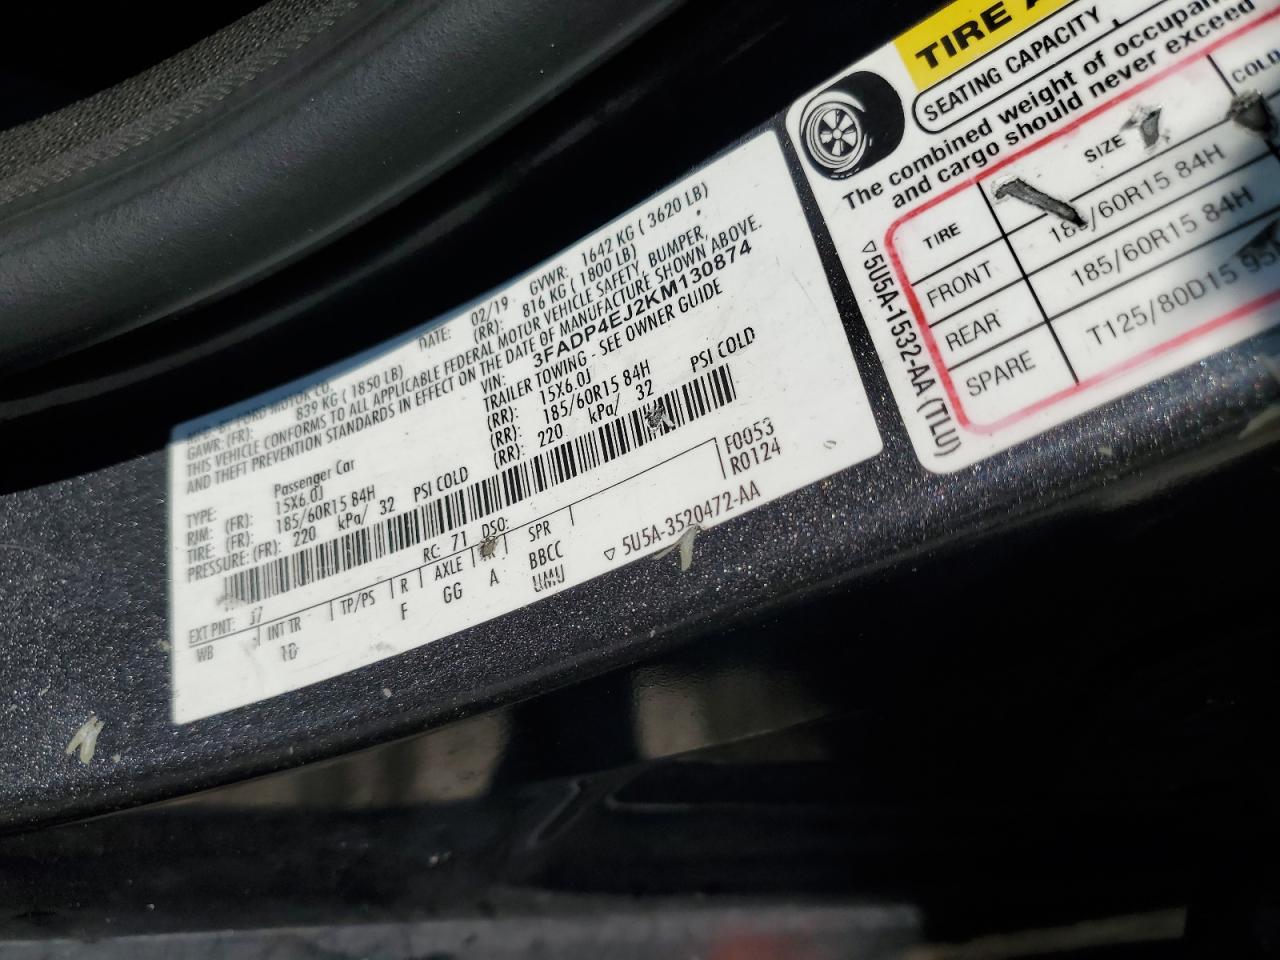 MFD. BY FORD MOTOR CO.
DATE: 02/19 GVWR: 1642 KG ( 3620 LB)
GAWR: (FR): 839 KG ( 1850 LB) (RR): 816 KG ( 1800 LB)
THIS VEHICLE CONFORMS TO ALL APPLICABLE FEDERAL MOTOR VEHICLE SAFETY, BUMPER,
AND THEFT PREVENTION STANDARDS IN EFFECT ON THE DATE OF MANUFACTURE SHOWN ABOVE.
VIN: 3FADP4EJ2KM130874
TYPE: Passenger Car TRAILER TOWING - SEE OWNER GUIDE
RIM: (FR): 15X6.0J (RR): 15X6.0J
TIRE: (FR): 185/60R15 84H (RR): 185/60R15 84H
PRESSURE: (FR): 220 kPa/ 32 PSI COLD (RR): 220 kPa/ 32 PSI COLD
EXT PNT: J7 RC: 71 DSO: F0053
WB INT TR TP/PS R AXLE TR SPR R0124
10 F GG A BBCC
UMU
▽ 5U5A-3520472-AA
TIRE
SEATING CAPACITY
The combined weight of
and cargo should never exceed
TIRE SIZE COLD
FRONT 185/60R15 84H
REAR 185/60R15 84H
SPARE T125/80D15
▽5U5A-1532-AA (TLU)